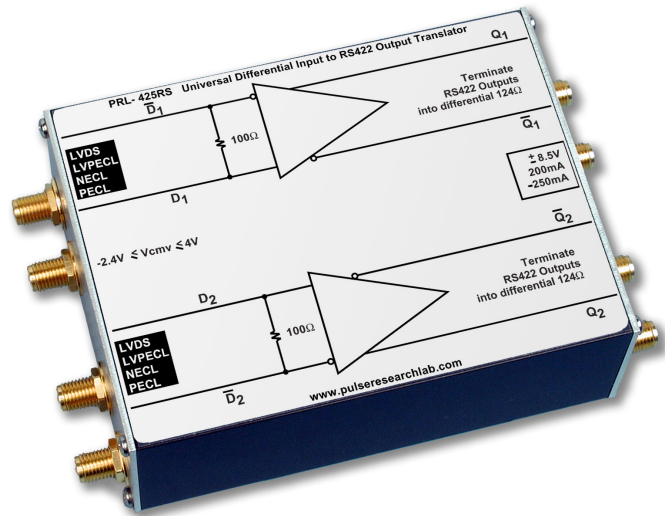 PRL- 425RS Universal Differential Input to RS422 Output Translator
D̅1
Q1
LVDS
LVPECL
NECL
PECL
100Ω
Terminate
RS422 Outputs
into differential 124Ω
D1
Q̅1
± 8.5V
200mA
-250mA
-2.4V ≤ Vcmv ≤ 4V
Q̅2
D2
LVDS
LVPECL
NECL
PECL
100Ω
Terminate
RS422 Outputs
into differential 124Ω
Q2
D̅2
www.pulseresearchlab.com